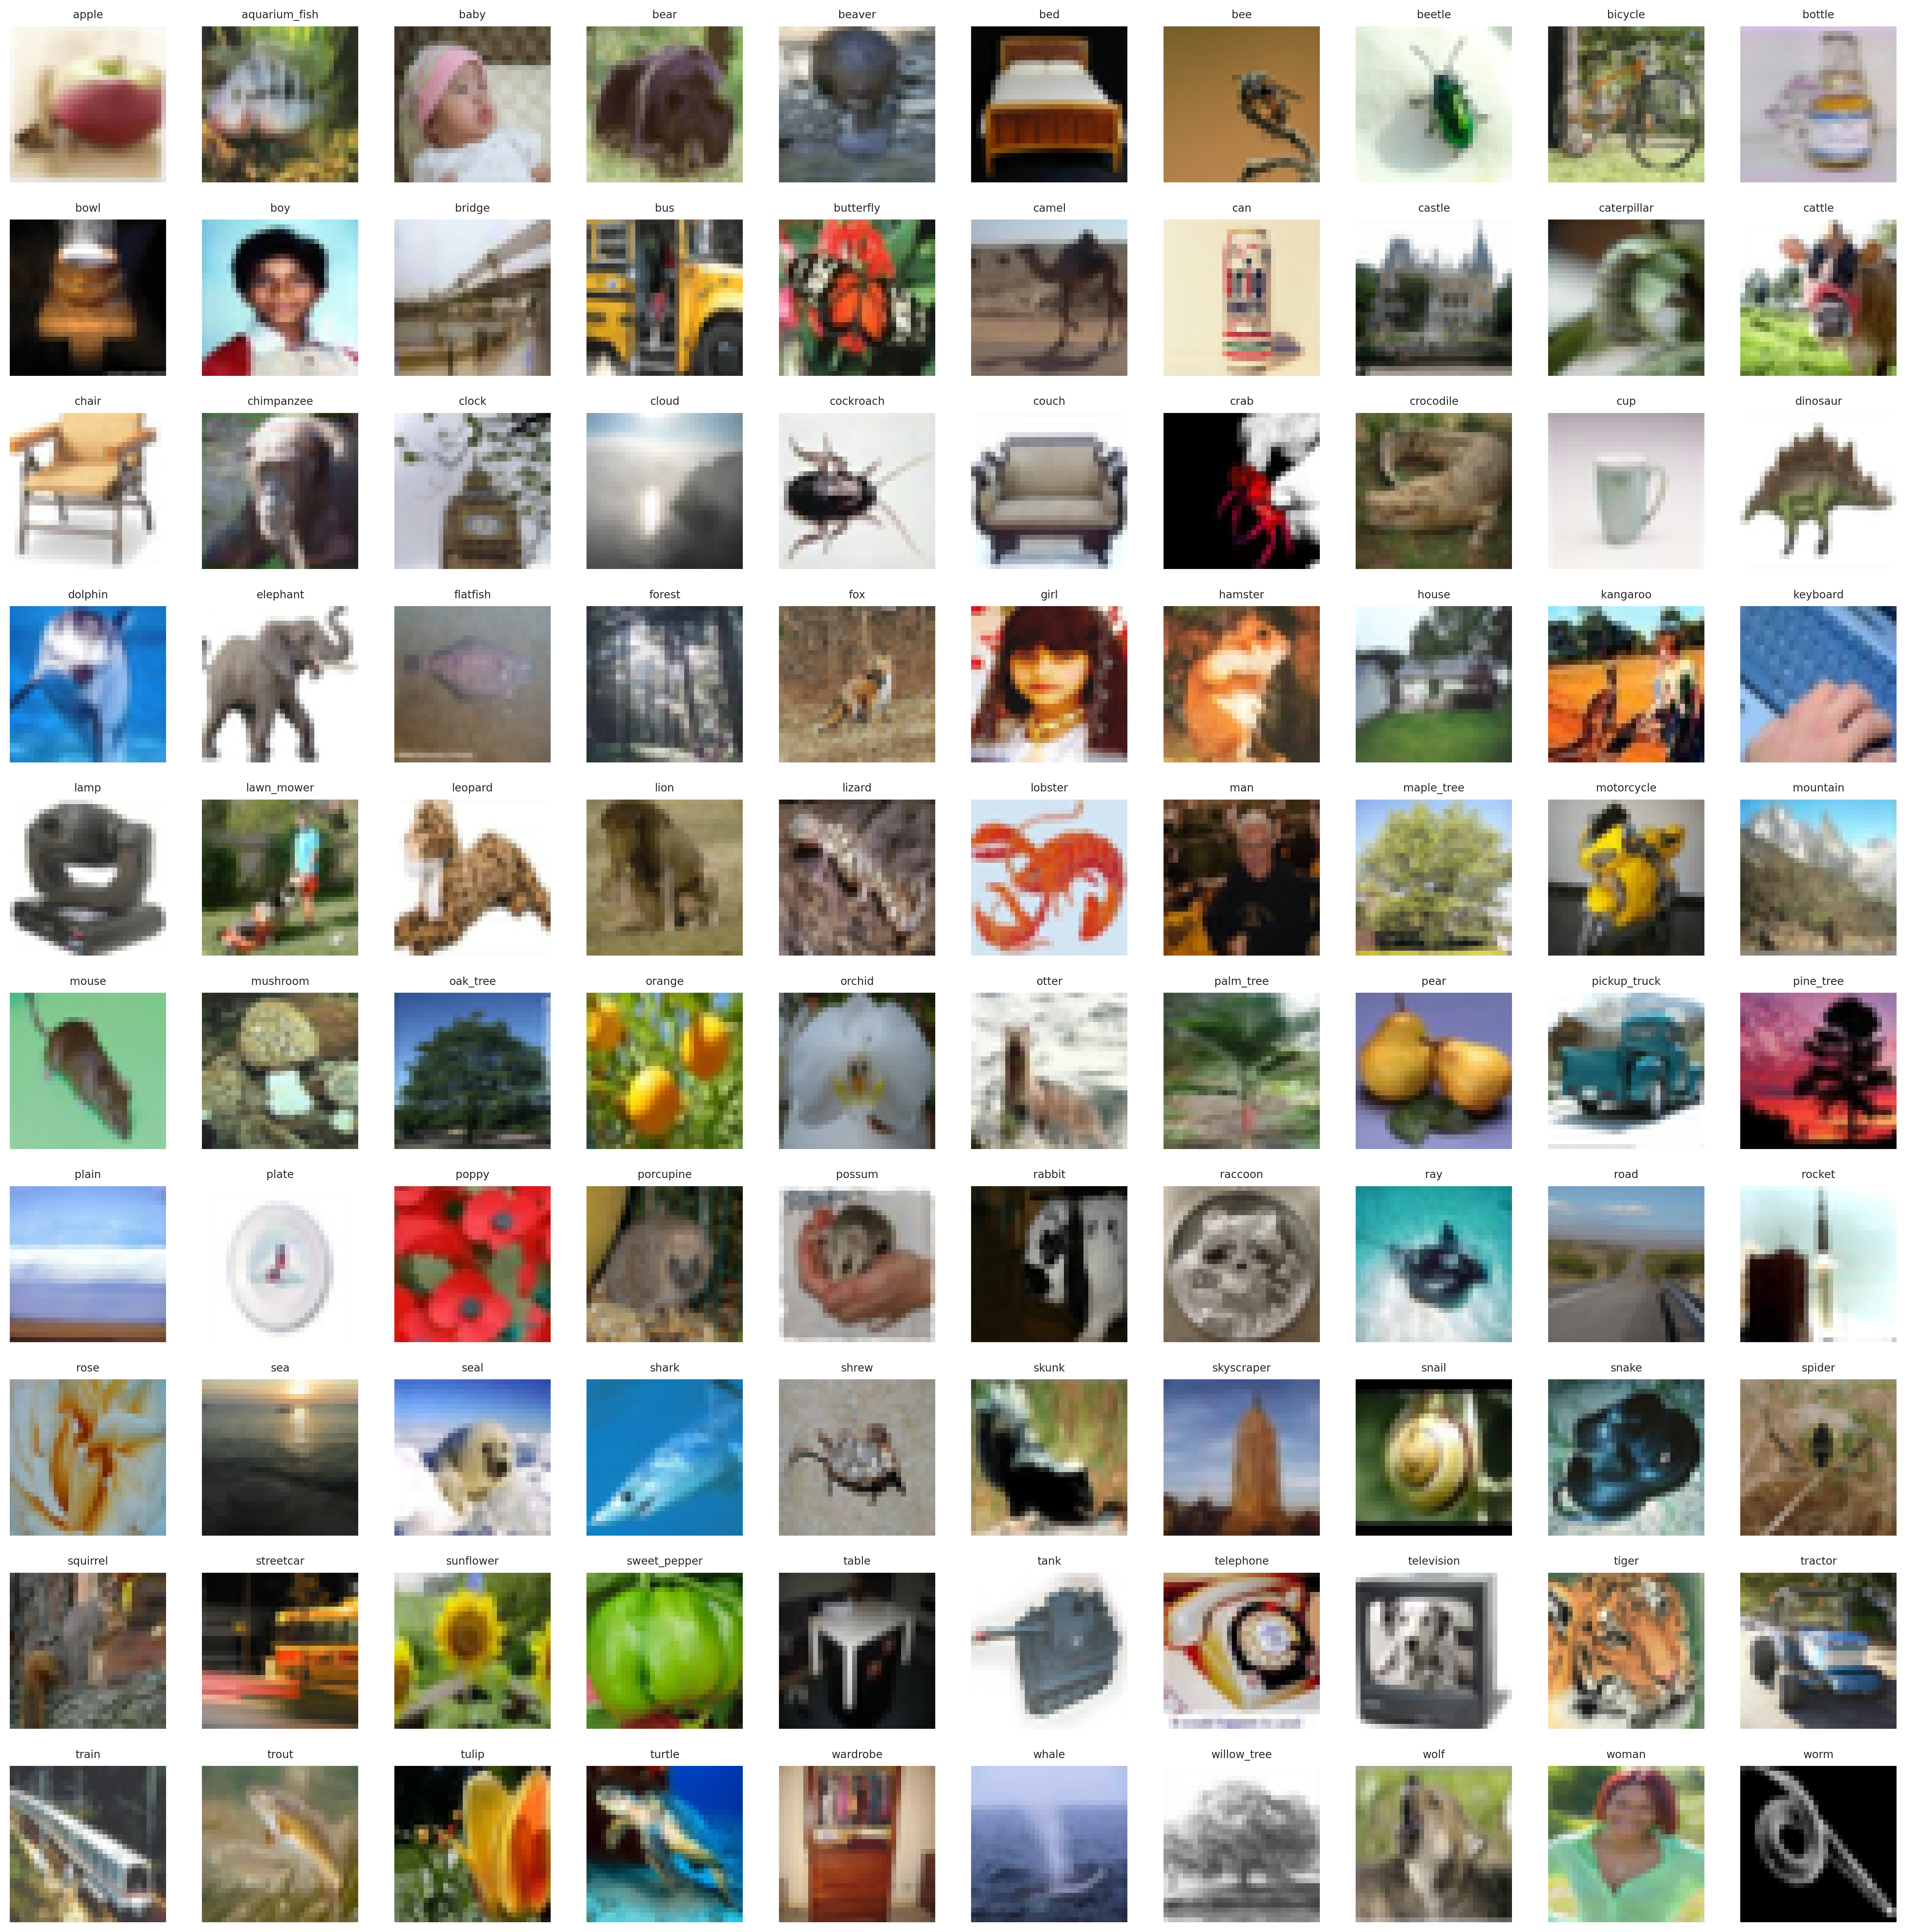 apple aquarium_fish baby bear beaver bed bee beetle bicycle bottle
bowl boy bridge bus butterfly camel can castle caterpillar cattle
chair chimpanzee clock cloud cockroach couch crab crocodile cup dinosaur
dolphin elephant flatfish forest fox girl hamster house kangaroo keyboard
lamp lawn_mower leopard lion lizard lobster man maple_tree motorcycle mountain
mouse mushroom oak_tree orange orchid otter palm_tree pear pickup_truck pine_tree
plain plate poppy porcupine possum rabbit raccoon ray road rocket
rose sea seal shark shrew skunk skyscraper snail snake spider
squirrel streetcar sunflower sweet_pepper table tank telephone television tiger tractor
train trout tulip turtle wardrobe whale willow_tree wolf woman worm